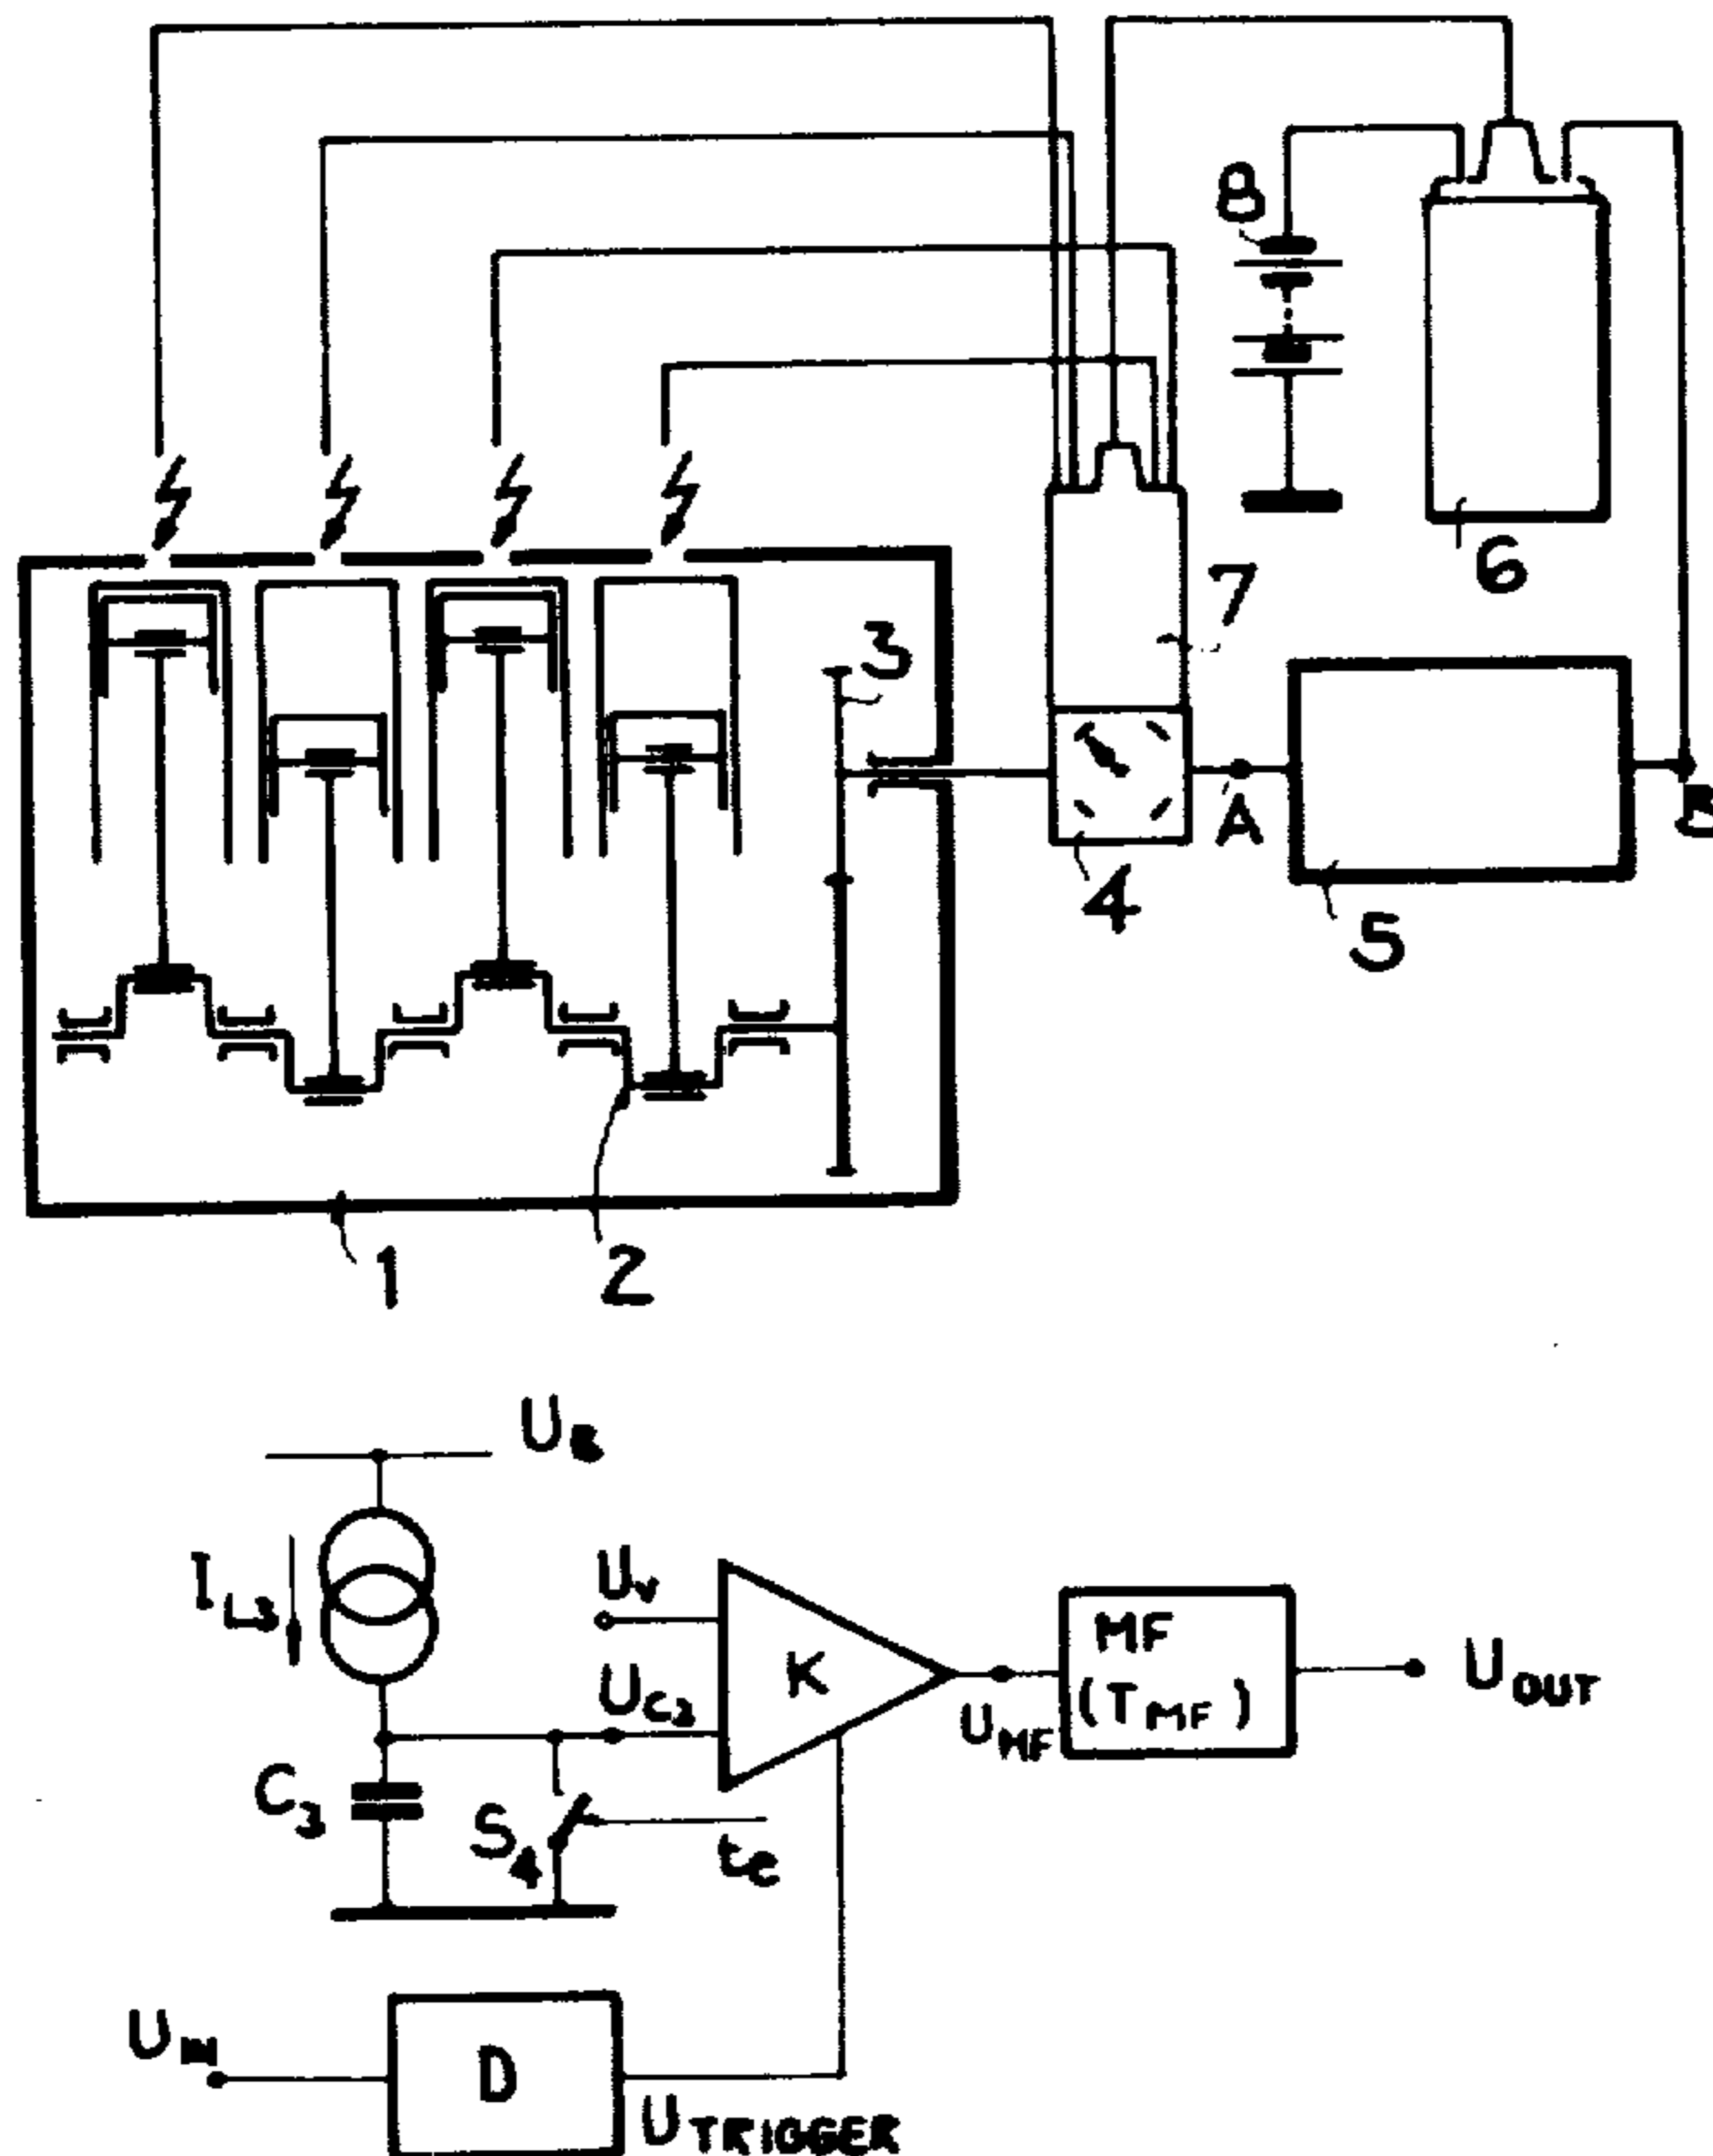 8
6
7
3
A
B
4
5
1
2
U_B
I_L3
U_V
U_C3
K
MF
(T_MF)
U_MF
U_OUT
C_3
S_4
te
U_IN
D
U_TRIGGER